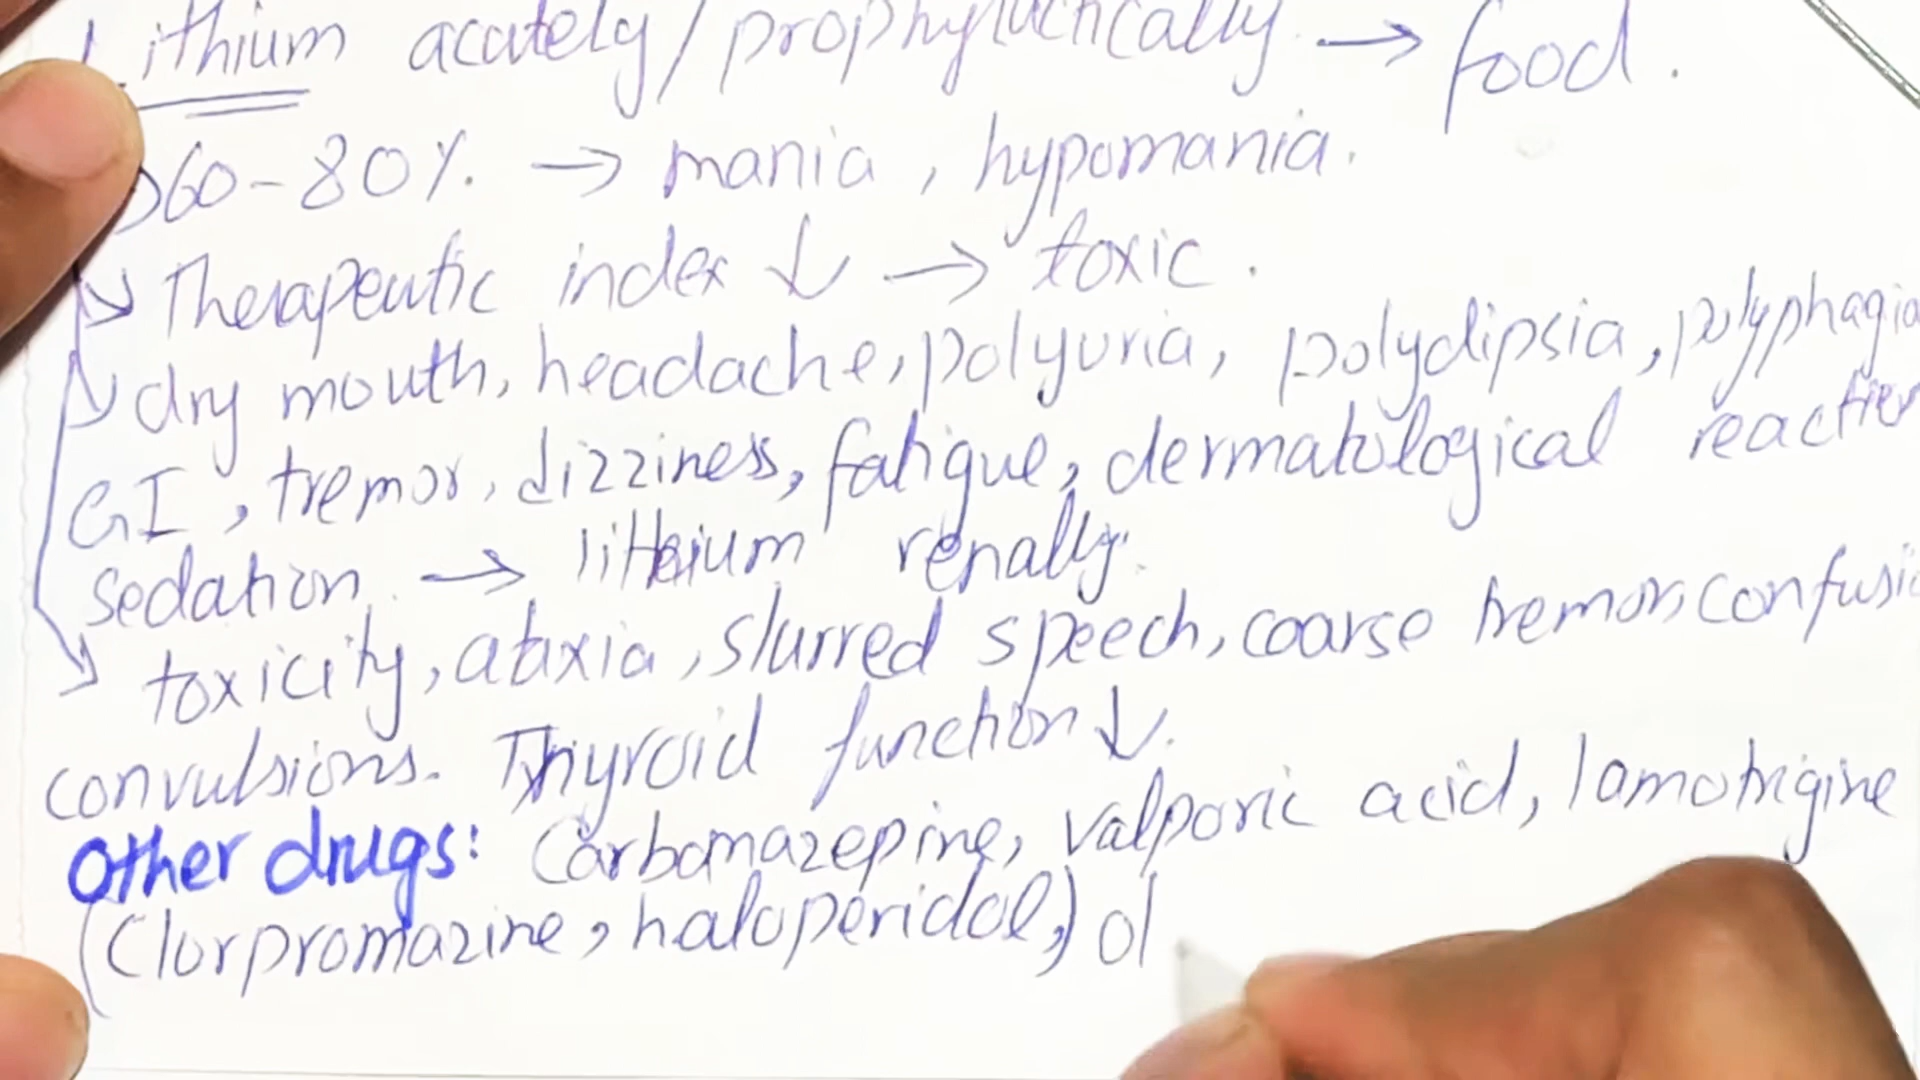 Lithium acutely/prophylactically → food.
→ 60-80% → mania, hypomania.
→ Therapeutic index ↓ → toxic.
→ dry mouth, headache, polyuria, polydipsia, polyphagia
GI, tremor, dizziness, fatigue, dermatological reaction
sedation → lithium renally.
→ toxicity, ataxia, slurred speech, coarse tremor, confusi
convulsions. Thyroid function ↓.
Other drugs: Carbamazepine, valporic acid, lamotrigine
(Clorpromazine, haloperidol,) ol